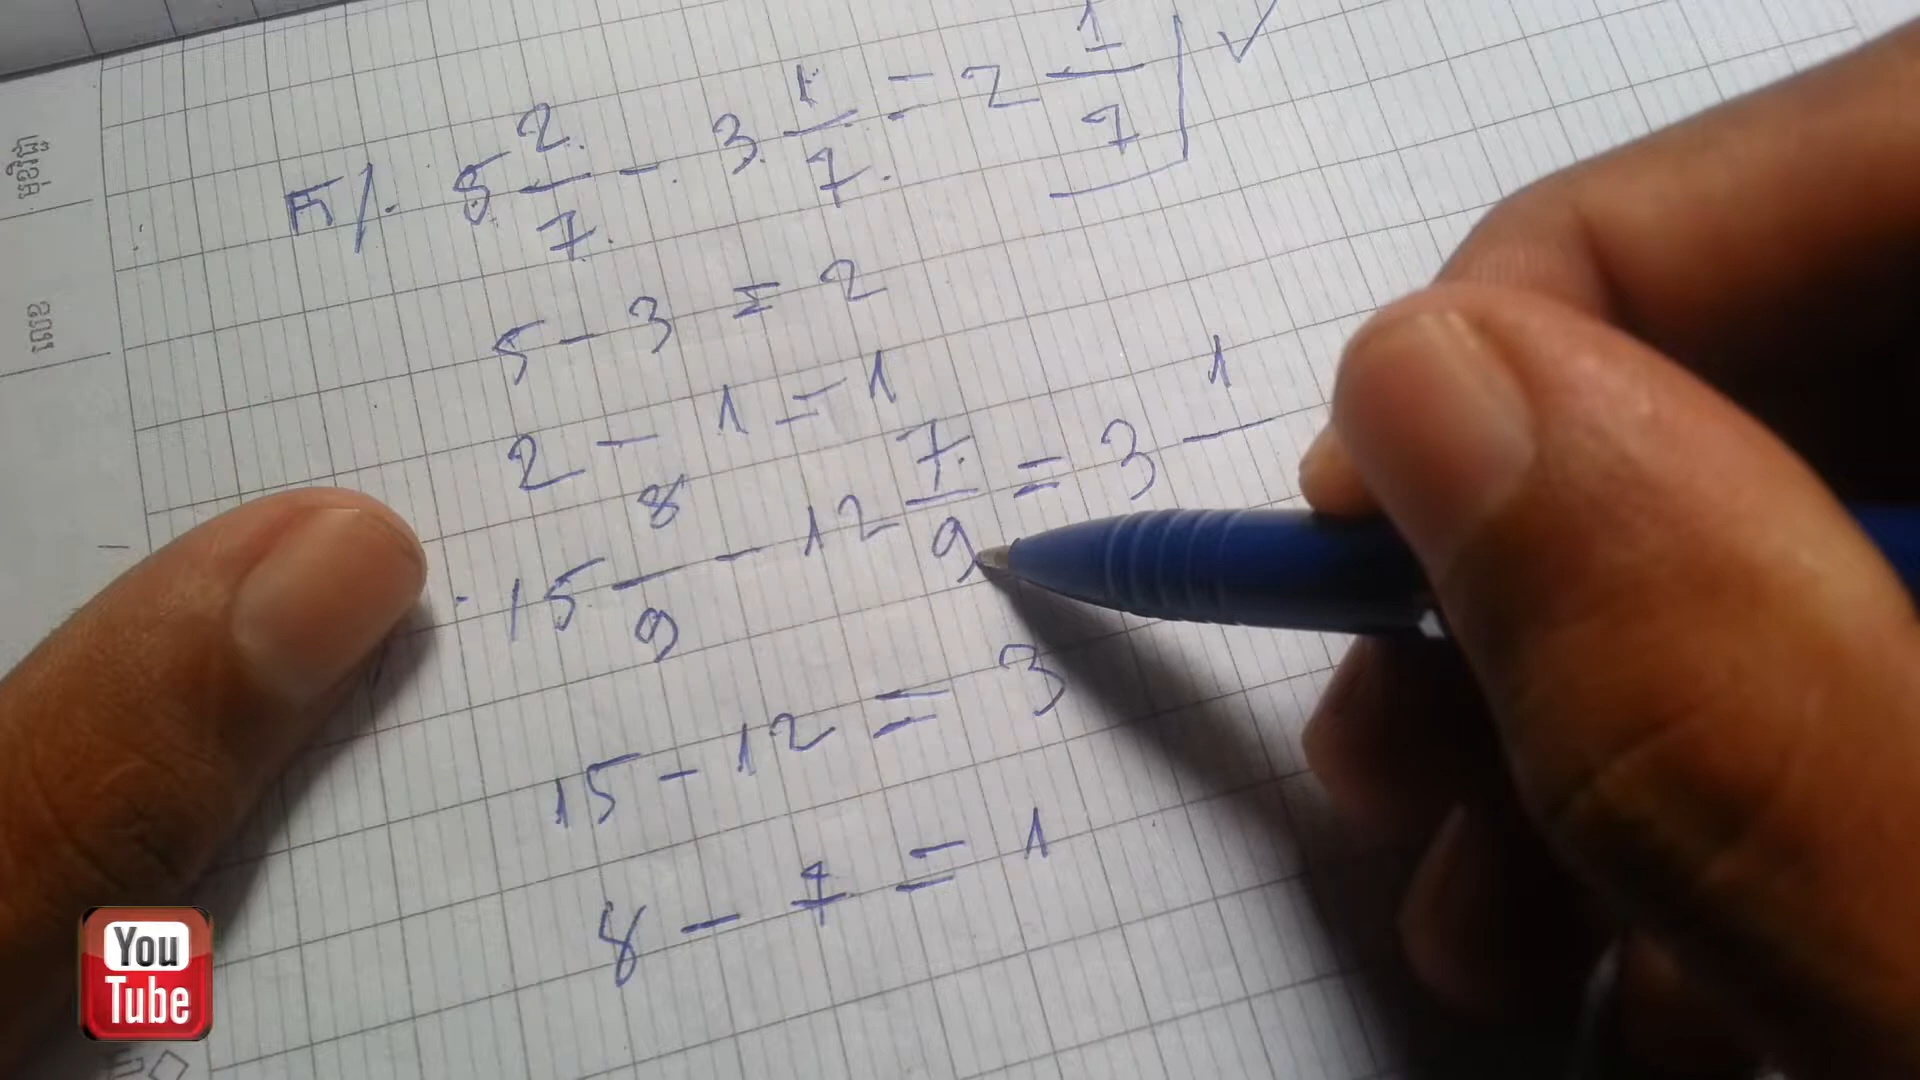 ក/. 5 2/7 - 3 1/7 = 2 1/7 ✓
5 - 3 = 2
2 - 1 = 1
15 8/9 - 12 7/9 = 3 1/
15 - 12 = 3
8 - 7 = 1
You
Tube